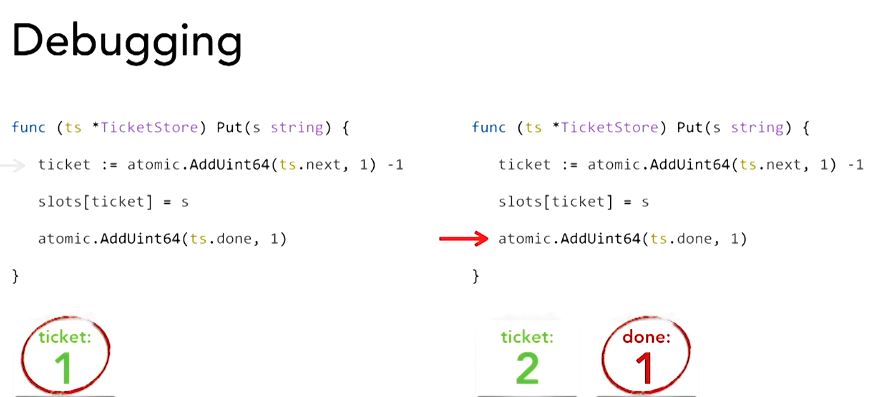 Debugging
func (ts *TicketStore) Put(s string) {
ticket := atomic.AddUint64(ts.next, 1) -1
slots[ticket] = s
atomic.AddUint64(ts.done, 1)
}
ticket:
1
func (ts *TicketStore) Put(s string) {
ticket := atomic.AddUint64(ts.next, 1) -1
slots[ticket] = s
atomic.AddUint64(ts.done, 1)
}
ticket:
2
done:
1